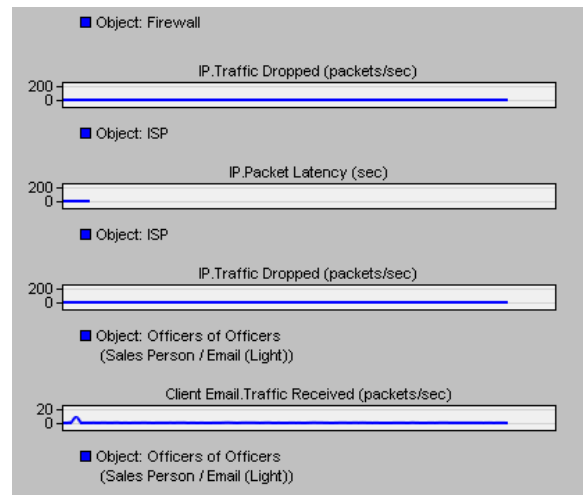 Object: Firewall
IP.Traffic Dropped (packets/sec)
200
0
Object: ISP
IP.Packet Latency (sec)
200
0
Object: ISP
IP.Traffic Dropped (packets/sec)
200
0
Object: Officers of Officers
(Sales Person / Email (Light))
Client Email.Traffic Received (packets/sec)
20
0
Object: Officers of Officers
(Sales Person / Email (Light))